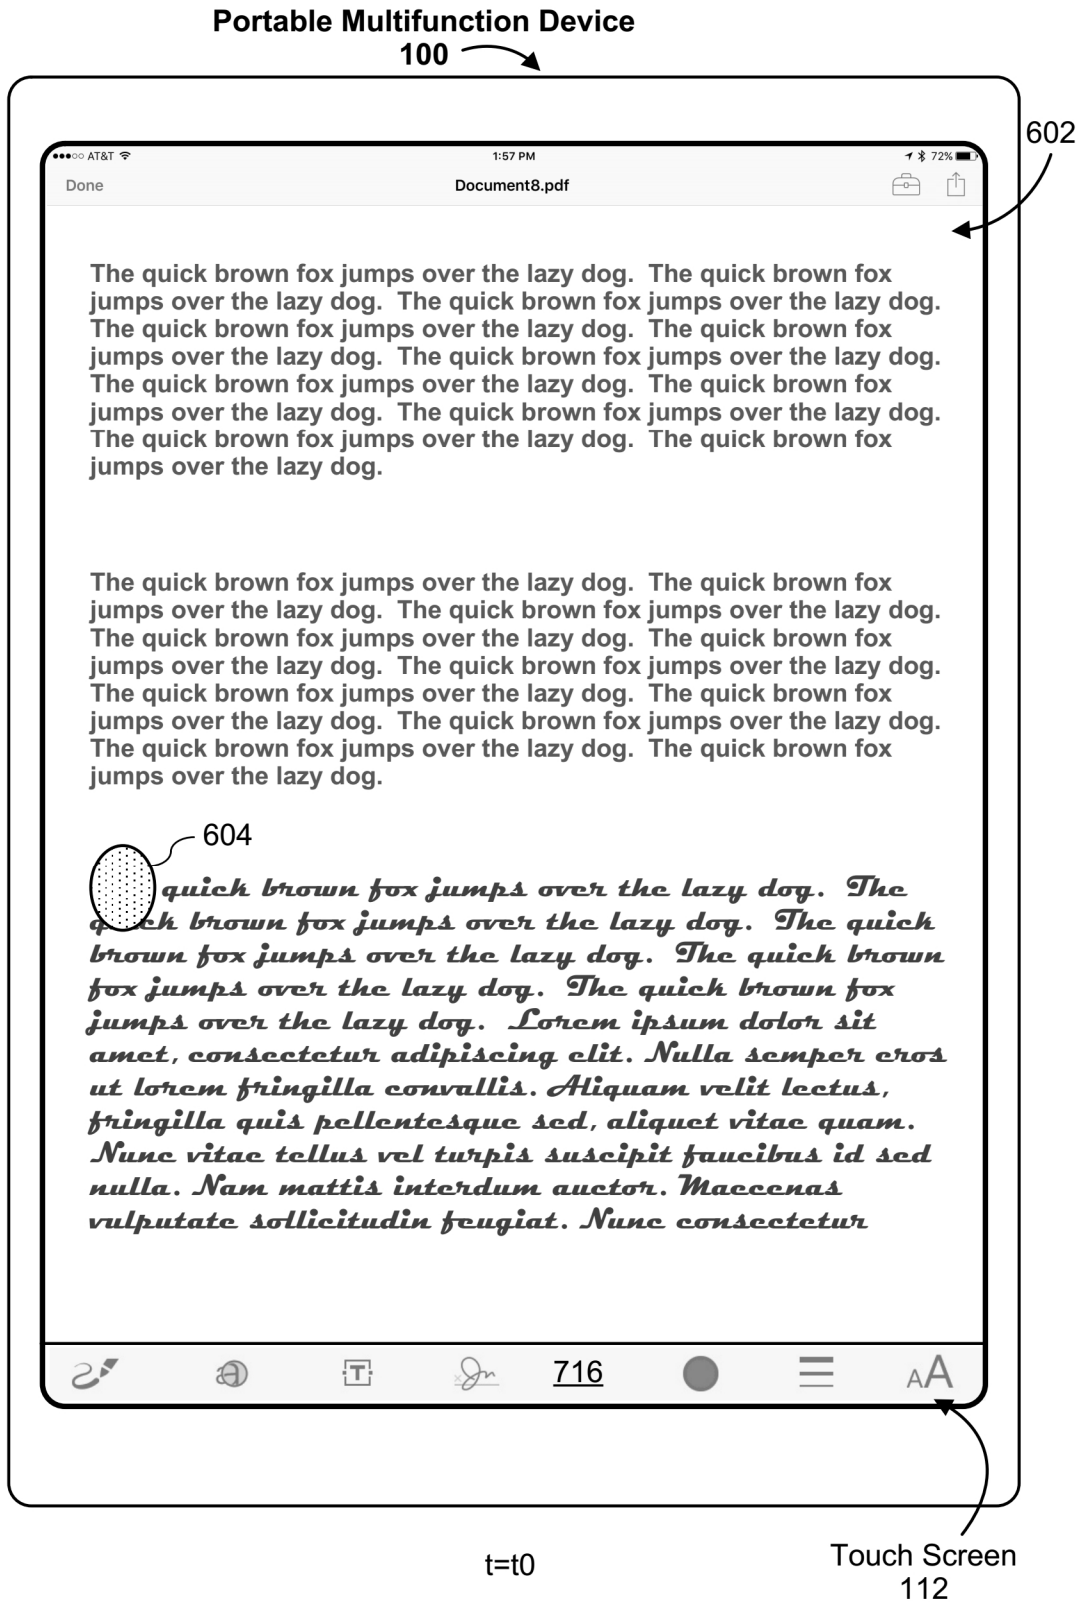 Portable Multifunction Device
100
602
AT&T 1:57 PM 72%
Done Document8.pdf
The quick brown fox jumps over the lazy dog.  The quick brown fox
jumps over the lazy dog.  The quick brown fox jumps over the lazy dog.
The quick brown fox jumps over the lazy dog.  The quick brown fox
jumps over the lazy dog.  The quick brown fox jumps over the lazy dog.
The quick brown fox jumps over the lazy dog.  The quick brown fox
jumps over the lazy dog.  The quick brown fox jumps over the lazy dog.
The quick brown fox jumps over the lazy dog.  The quick brown fox
jumps over the lazy dog.
The quick brown fox jumps over the lazy dog.  The quick brown fox
jumps over the lazy dog.  The quick brown fox jumps over the lazy dog.
The quick brown fox jumps over the lazy dog.  The quick brown fox
jumps over the lazy dog.  The quick brown fox jumps over the lazy dog.
The quick brown fox jumps over the lazy dog.  The quick brown fox
jumps over the lazy dog.  The quick brown fox jumps over the lazy dog.
The quick brown fox jumps over the lazy dog.  The quick brown fox
jumps over the lazy dog.
604
quick brown fox jumps over the lazy dog.  The
quick brown fox jumps over the lazy dog.  The quick
brown fox jumps over the lazy dog.  The quick brown
fox jumps over the lazy dog.  The quick brown fox
jumps over the lazy dog.  Lorem ipsum dolor sit
amet, consectetur adipiscing elit. Nulla semper eros
ut lorem fringilla convallis. Aliquam velit lectus,
fringilla quis pellentesque sed, aliquet vitae quam.
Nunc vitae tellus vel turpis suscipit faucibus id sed
nulla. Nam mattis interdum auctor. Maecenas
vulputate sollicitudin feugiat. Nunc consectetur
a T 716 AA
t=t0
Touch Screen
112